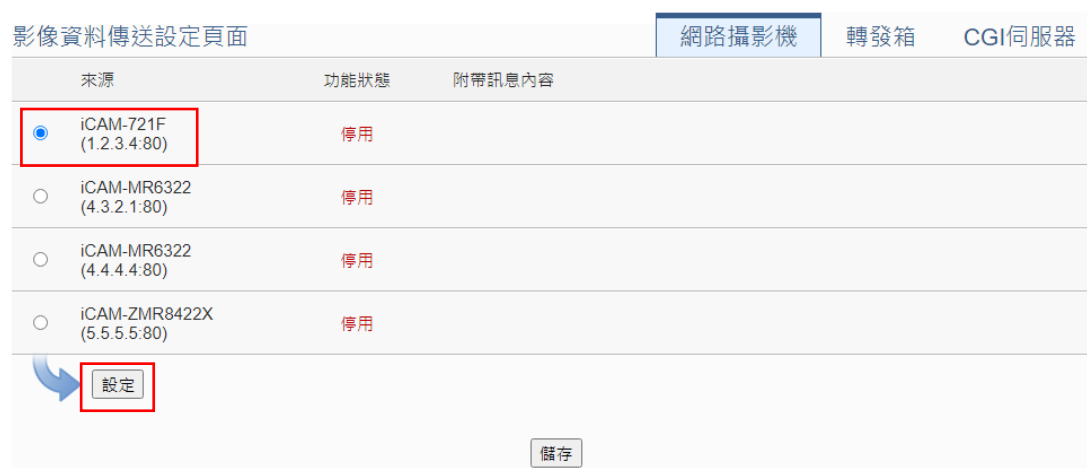 影像資料傳送設定頁面 網路攝影機 轉發箱 CGI伺服器
來源 功能狀態 附帶訊息內容
iCAM-721F
(1.2.3.4:80) 停用
iCAM-MR6322
(4.3.2.1:80) 停用
iCAM-MR6322
(4.4.4.4:80) 停用
iCAM-ZMR8422X
(5.5.5.5:80) 停用
設定
儲存